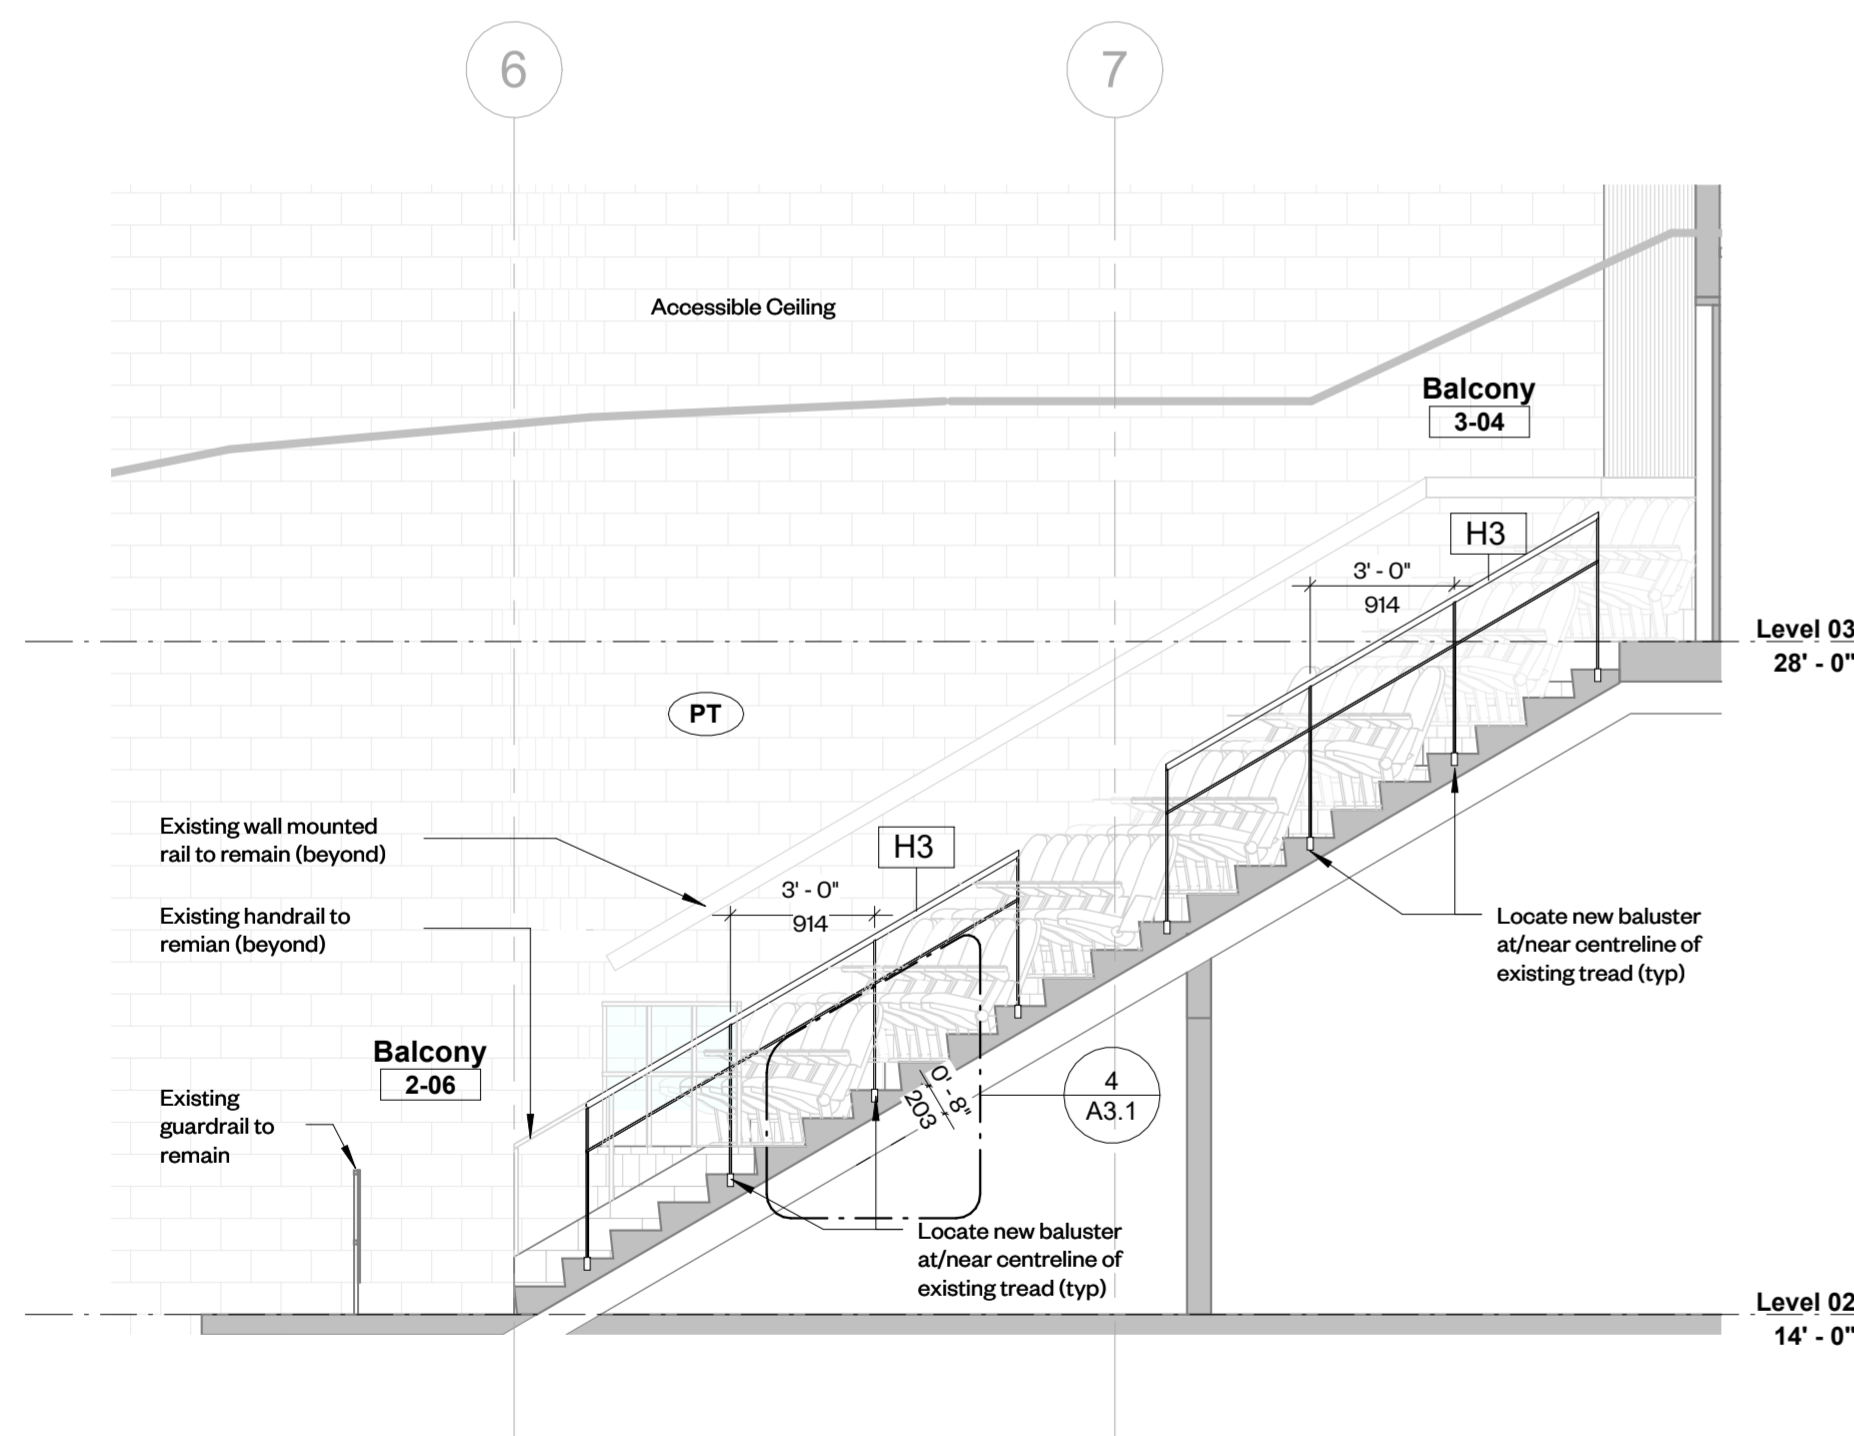 6
7
Accessible Ceiling
Balcony
3-04
H3
3' - 0"
914
Level 03
28' - 0"
PT
Existing wall mounted
rail to remain (beyond)
H3
3' - 0"
914
Existing handrail to
remian (beyond)
Locate new baluster
at/near centreline of
existing tread (typ)
Balcony
2-06
0' - 8"
203
4
A3.1
Existing
guardrail to
remain
Locate new baluster
at/near centreline of
existing tread (typ)
Level 02
14' - 0"